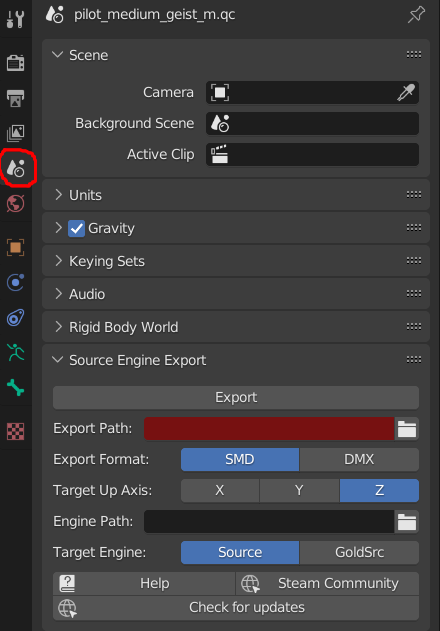 pilot_medium_geist_m.qc
Scene
Camera
Background Scene
Active Clip
Units
Gravity
Keying Sets
Audio
Rigid Body World
Source Engine Export
Export
Export Path:
Export Format: SMD DMX
Target Up Axis: X Y Z
Engine Path:
Target Engine: Source GoldSrc
Help Steam Community
Check for updates